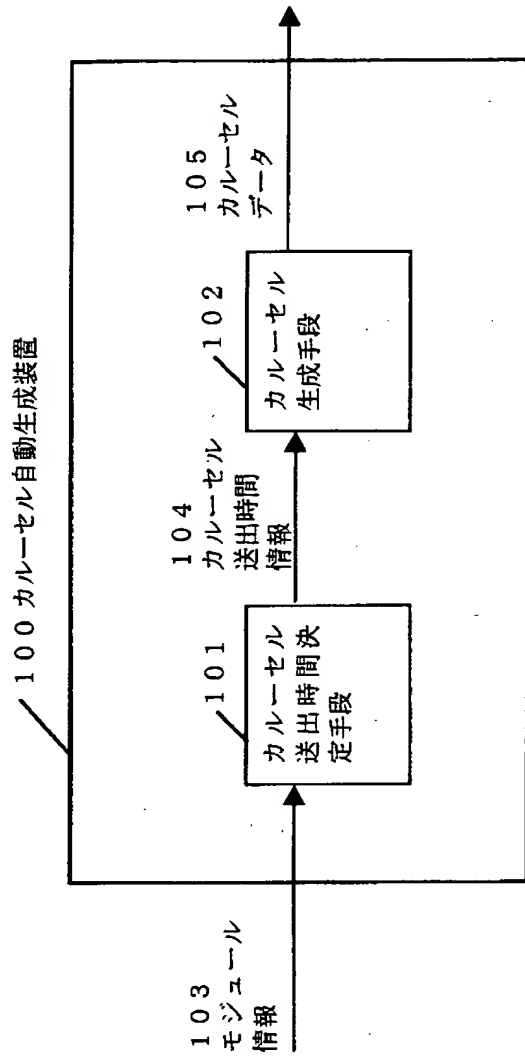 100 カルーセル自動生成装置
103
モジュール
情報
101
カルーセル
送出時間決
定手段
104
カルーセル
送出時間
情報
102
カルーセル
生成手段
105
カルーセル
データ